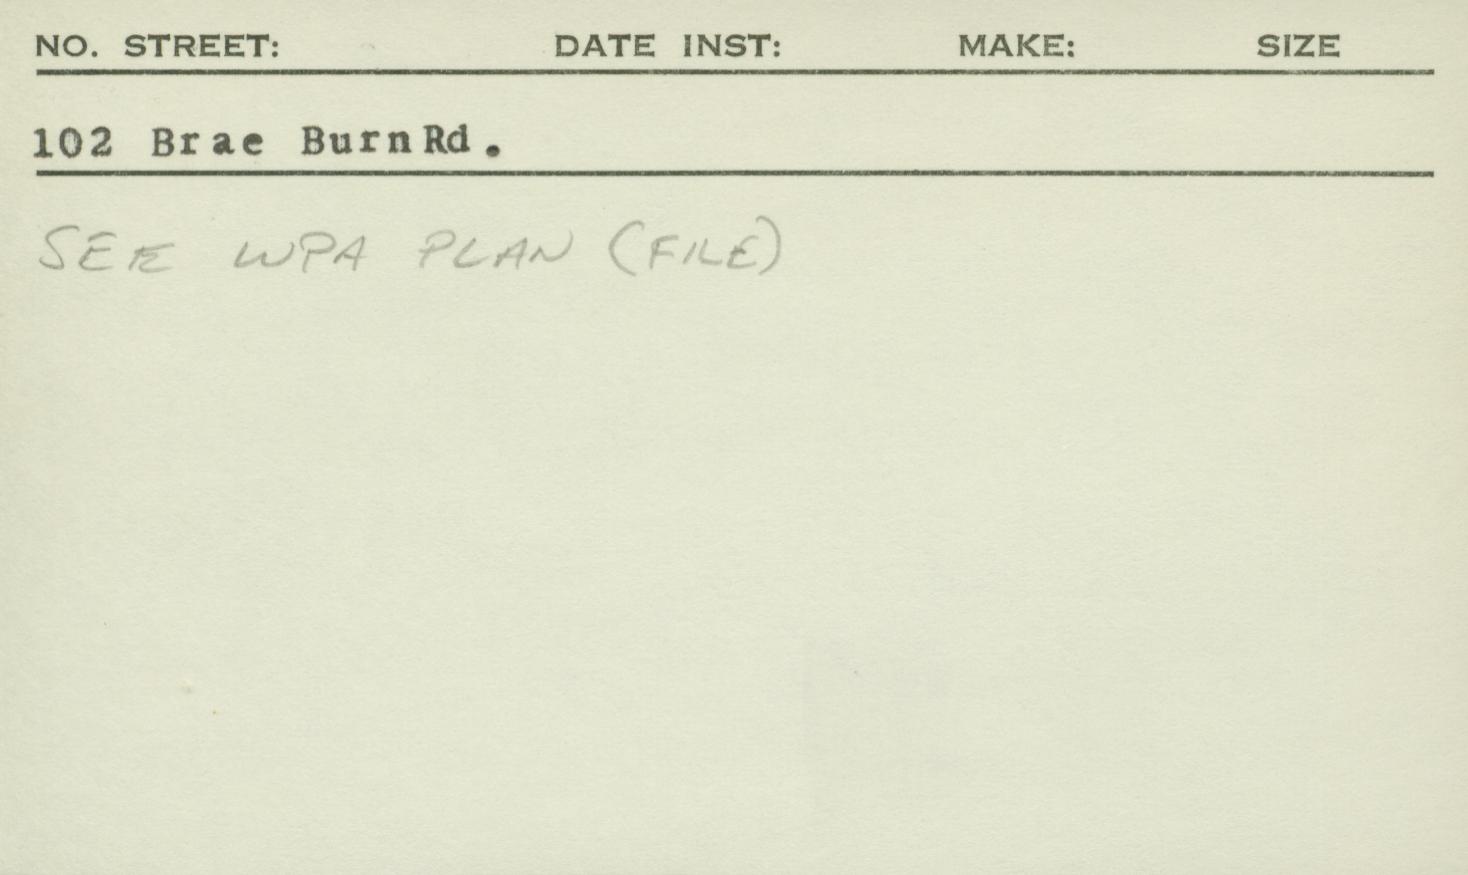 NO. STREET: DATE INST: MAKE: SIZE
102 Brae Burn Rd.
SEE WPA PLAN (FILE)